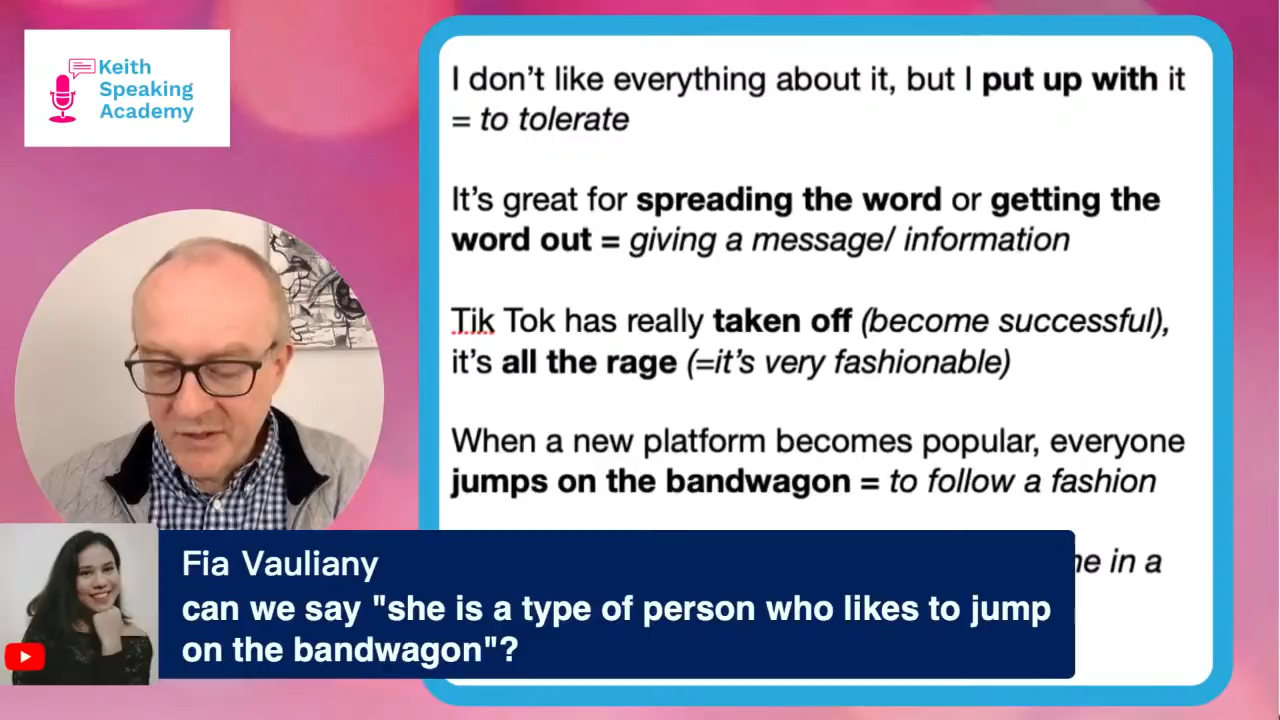 Keith
Speaking
Academy
I don’t like everything about it, but I put up with it
= to tolerate
It’s great for spreading the word or getting the
word out = giving a message/ information
Tik Tok has really taken off (become successful),
it’s all the rage (=it’s very fashionable)
When a new platform becomes popular, everyone
jumps on the bandwagon = to follow a fashion
in a
Fia Vauliany
can we say "she is a type of person who likes to jump
on the bandwagon"?